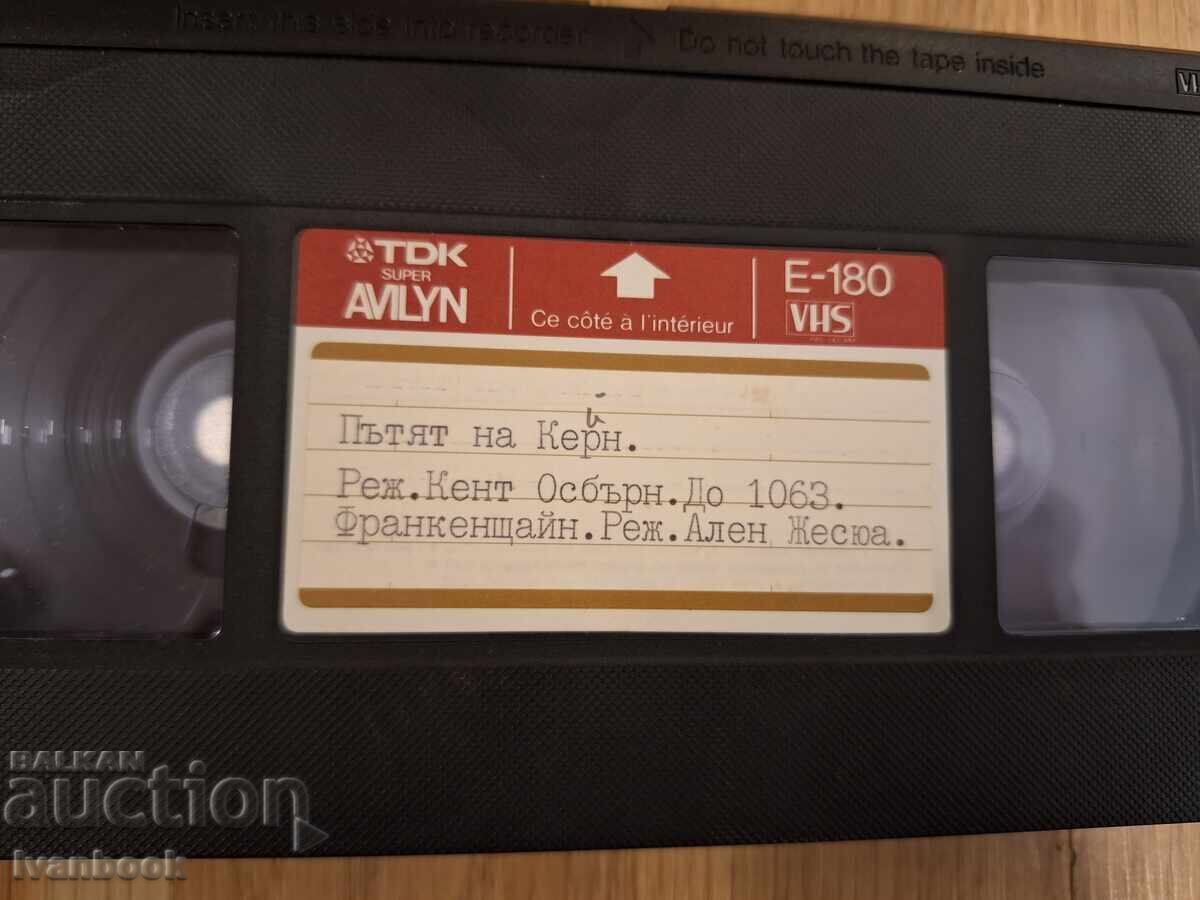 Insert this side into recorder Do not touch the tape inside
TDK
SUPER
AVILYN
Ce côté à l'intérieur
E-180
VHS
Пътят на Керн.
и
Реж.Кент Осбърн.До 1063.
Франкенщайн.Реж.Ален Жесюа.
BALKAN
auction
Ivanbook